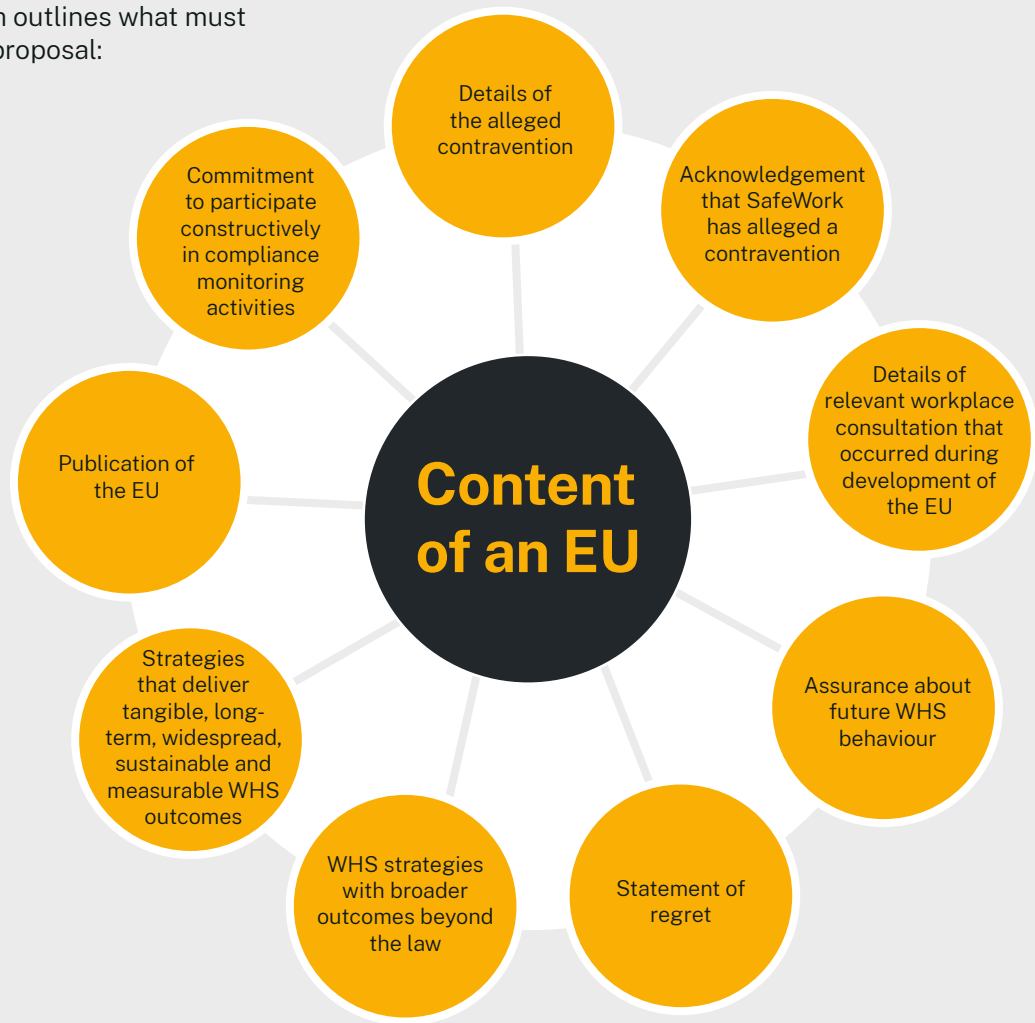 outlines what must
proposal:
Details of
the alleged
contravention
Acknowledgement
that SafeWork
has alleged a
contravention
Details of
relevant workplace
consultation that
occurred during
development of
the EU
Assurance about
future WHS
behaviour
Statement of
regret
WHS strategies
with broader
outcomes beyond
the law
Strategies
that deliver
tangible, long-
term, widespread,
sustainable and
measurable WHS
outcomes
Publication of
the EU
Commitment
to participate
constructively
in compliance
monitoring
activities
Content
of an EU